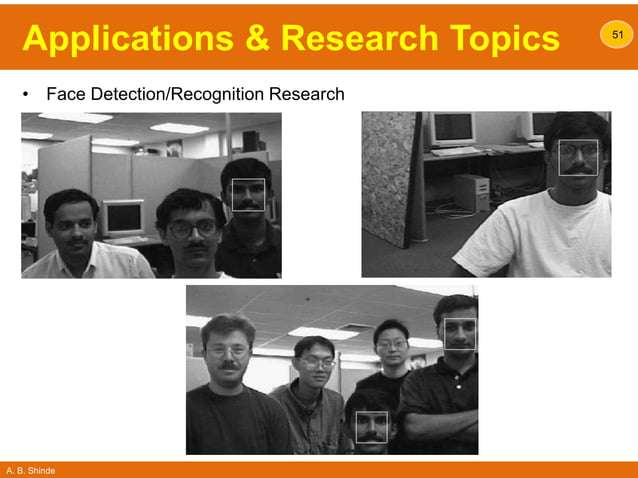 Applications & Research Topics
51
• Face Detection/Recognition Research
A. B. Shinde